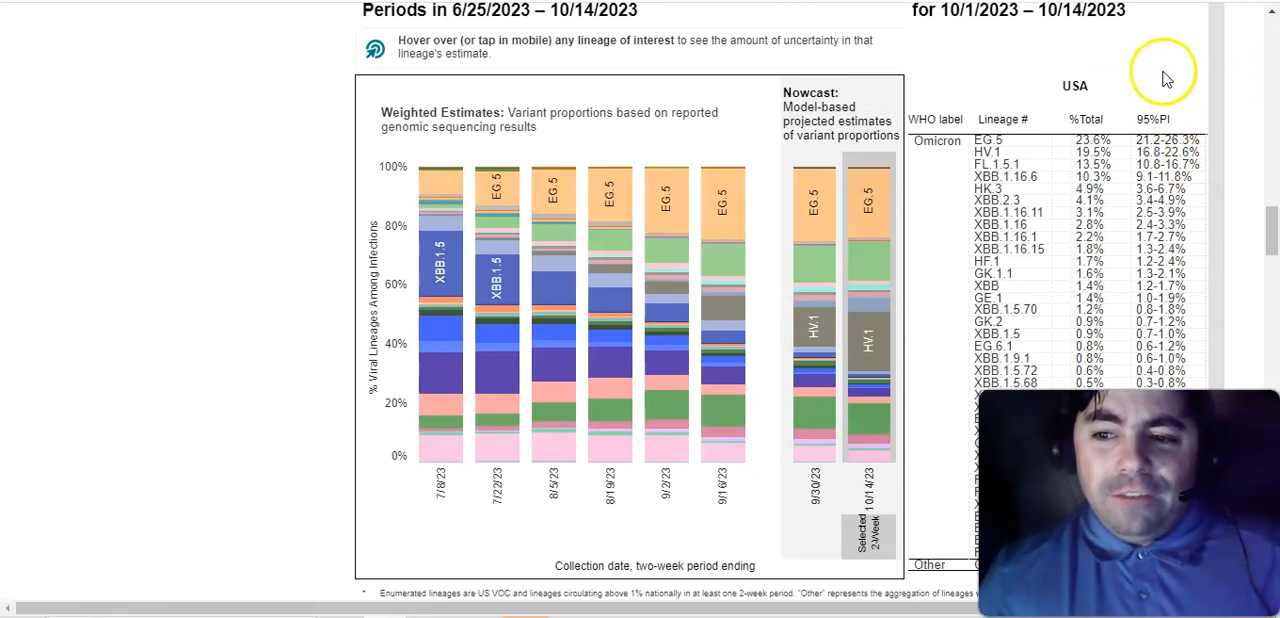 Periods in 6/25/2023 – 10/14/2023
for 10/1/2023 – 10/14/2023
Hover over (or tap in mobile) any lineage of interest to see the amount of uncertainty in that
lineage's estimate.
Weighted Estimates: Variant proportions based on reported
genomic sequencing results
Nowcast:
Model-based
projected estimates
of variant proportions
% Viral Lineages Among Infections
100%
80%
60%
40%
20%
0%
XBB.1.5
EG.5
XBB.1.5
EG.5
EG.5
EG.5
EG.5
EG.5
HV.1
EG.5
HV.1
7/8/23
7/22/23
8/5/23
8/19/23
9/2/23
9/16/23
9/30/23
10/14/23
Selected
2-Week
Collection date, two-week period ending
USA
WHO label Lineage # %Total 95%PI
Omicron EG.5 23.6% 21.2-26.3%
HV.1 19.5% 16.8-22.6%
FL.1.5.1 13.5% 10.8-16.7%
XBB.1.16.6 10.3% 9.1-11.8%
HK.3 4.9% 3.6-6.7%
XBB.2.3 4.1% 3.4-4.9%
XBB.1.16.11 3.1% 2.5-3.9%
XBB.1.16 2.8% 2.4-3.3%
XBB.1.16.1 2.2% 1.7-2.7%
XBB.1.16.15 1.8% 1.3-2.4%
HF.1 1.7% 1.2-2.4%
GK.1.1 1.6% 1.3-2.1%
XBB 1.4% 1.2-1.7%
GE.1 1.4% 1.0-1.9%
XBB.1.5.70 1.2% 0.8-1.8%
GK.2 0.9% 0.7-1.2%
XBB.1.5 0.9% 0.7-1.0%
EG.6.1 0.8% 0.6-1.2%
XBB.1.9.1 0.8% 0.6-1.0%
XBB.1.5.72 0.6% 0.4-0.8%
XBB.1.5.68 0.5% 0.3-0.8%
Other
* Enumerated lineages are US VOC and lineages circulating above 1% nationally in at least one 2-week period. "Other" represents the aggregation of lineages